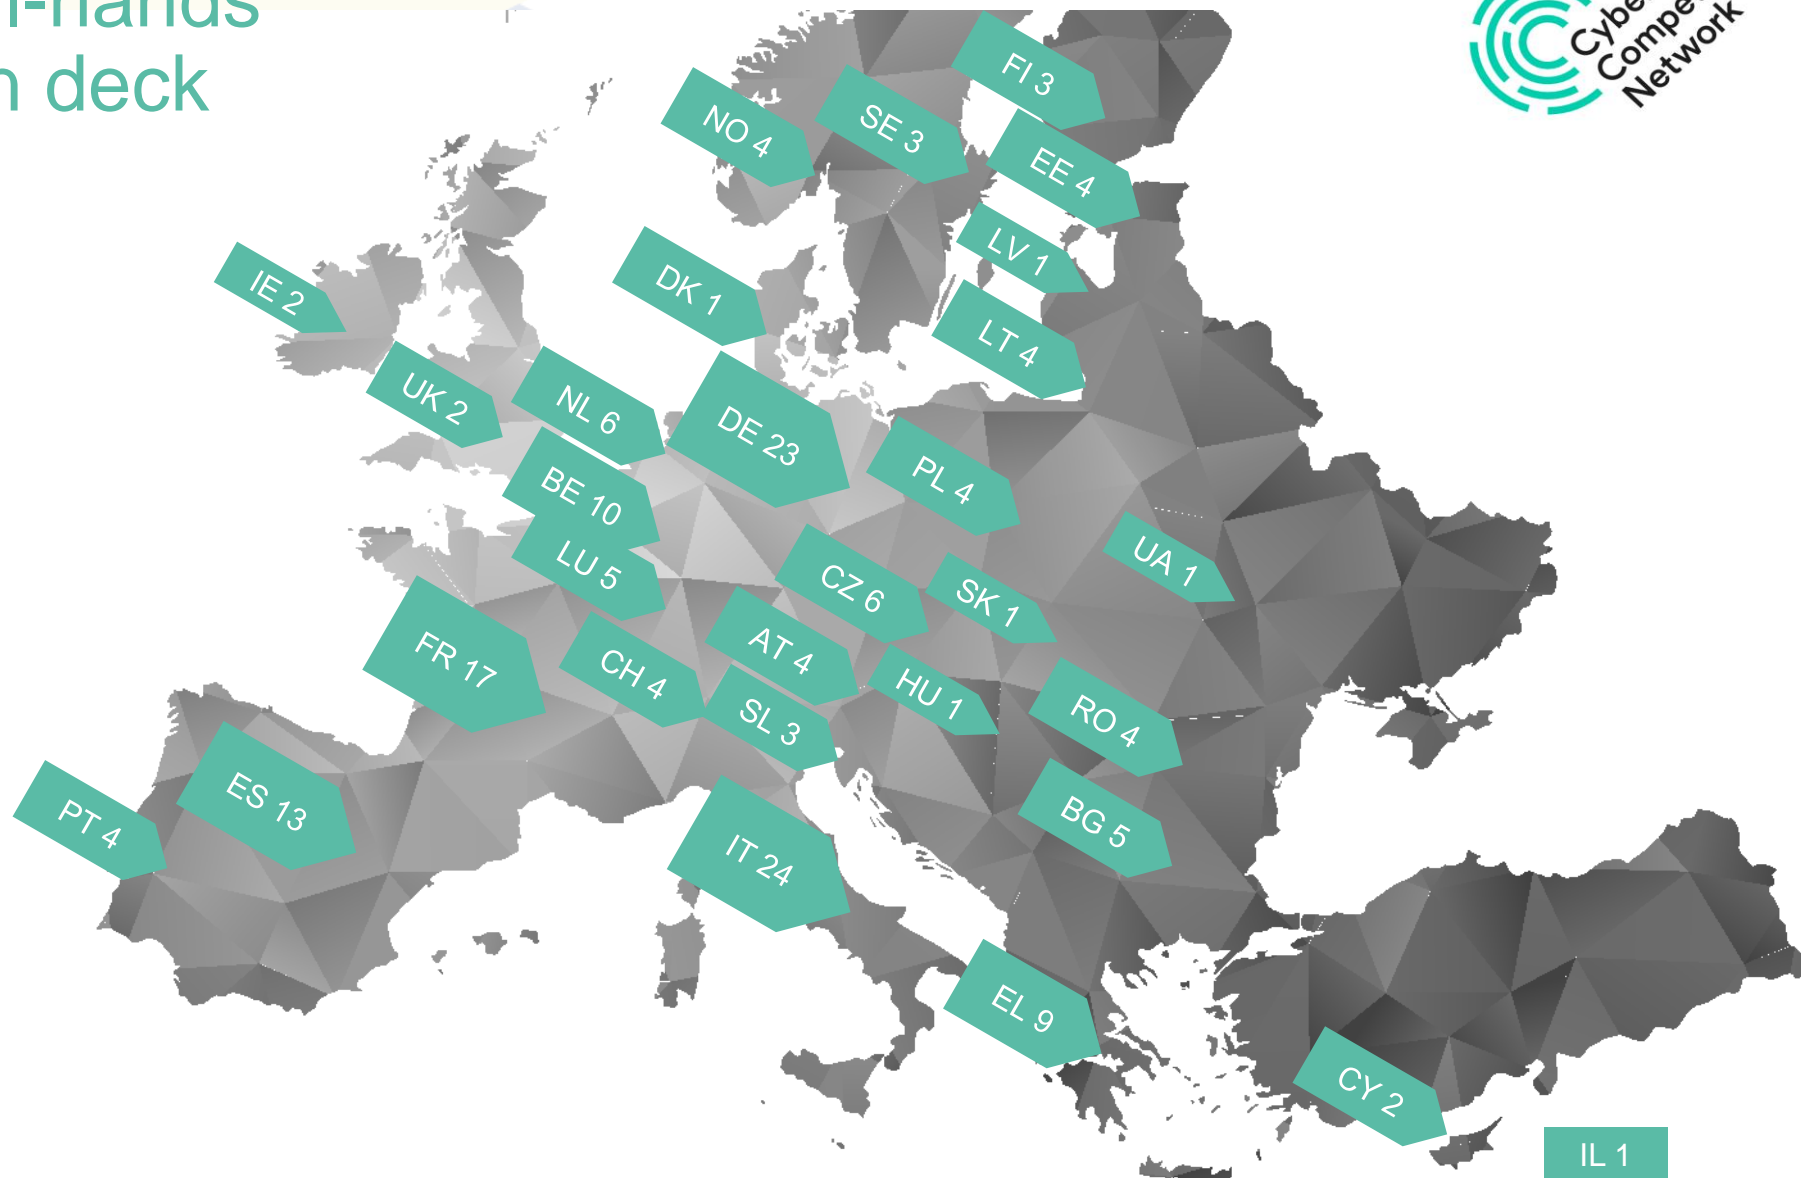 deck
Network
FI 3
NO 4
SE 3
EE 4
LV 1
IE 2
DK 1
LT 4
UK 2
NL 6
DE 23
BE 10
PL 4
LU 5
UA 1
CZ 6
SK 1
FR 17
CH 4
AT 4
HU 1
SL 3
RO 4
PT 4
ES 13
IT 24
BG 5
EL 9
CY 2
IL 1